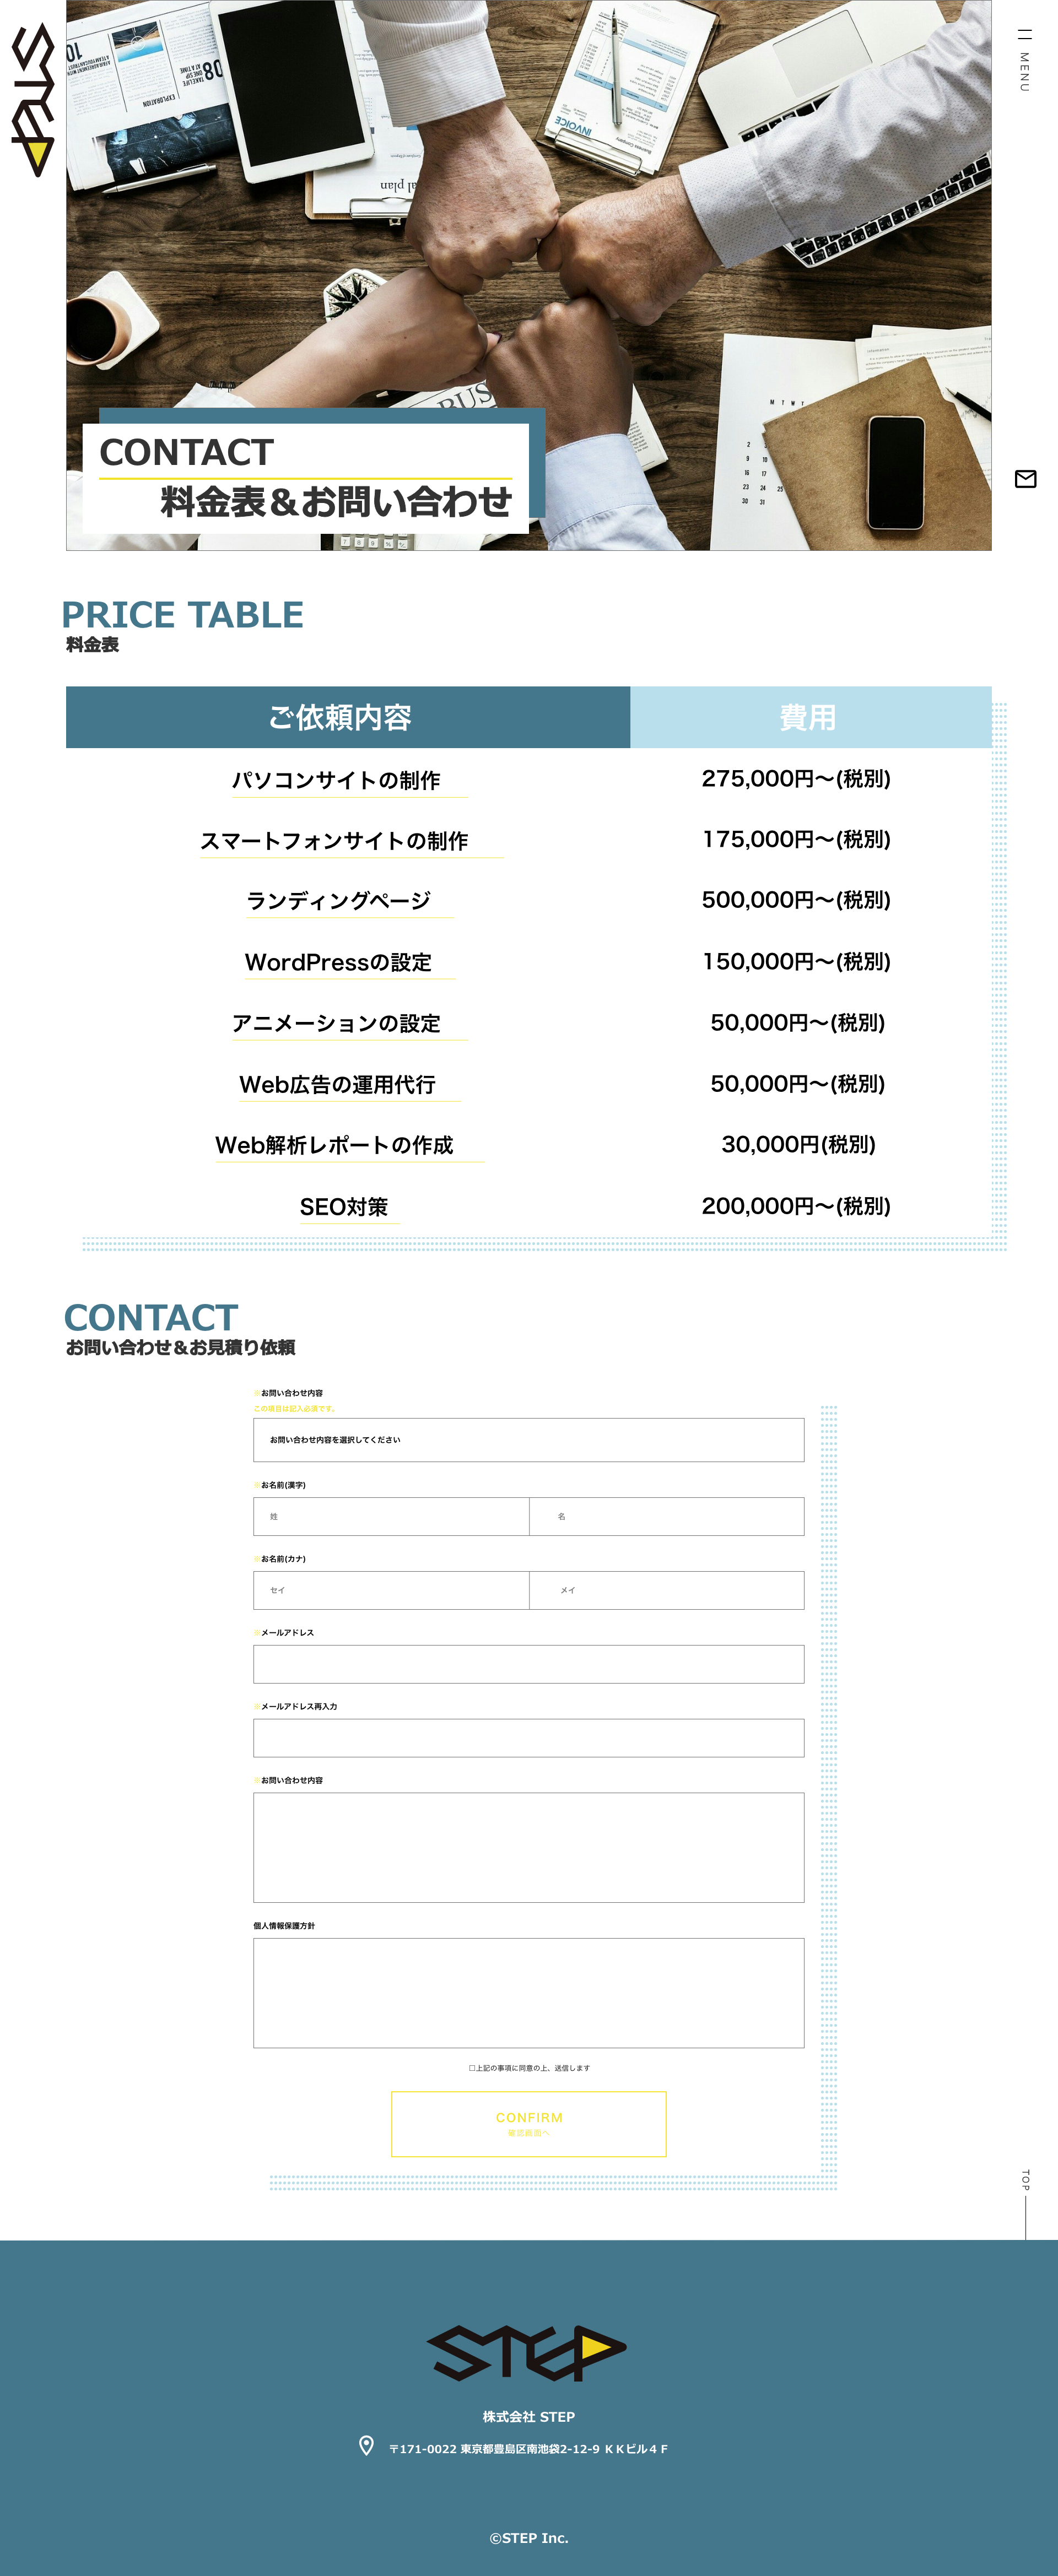 STEP
MENU
INVOICE
CONTACT
料金表＆お問い合わせ
PRICE TABLE
料金表
ご依頼内容 費用
パソコンサイトの制作 275,000円〜(税別)
スマートフォンサイトの制作 175,000円〜(税別)
ランディングページ 500,000円〜(税別)
WordPressの設定 150,000円〜(税別)
アニメーションの設定 50,000円〜(税別)
Web広告の運用代行 50,000円〜(税別)
Web解析レポートの作成 30,000円(税別)
SEO対策 200,000円〜(税別)
CONTACT
お問い合わせ＆お見積り依頼
※お問い合わせ内容
この項目は記入必須です。
お問い合わせ内容を選択してください
※お名前(漢字)
姓 名
※お名前(カナ)
セイ メイ
※メールアドレス
※メールアドレス再入力
※お問い合わせ内容
個人情報保護方針
□上記の事項に同意の上、送信します
CONFIRM
確認画面へ
TOP
STEP
株式会社 STEP
〒171-0022 東京都豊島区南池袋2-12-9 ＫＫビル４Ｆ
©STEP Inc.